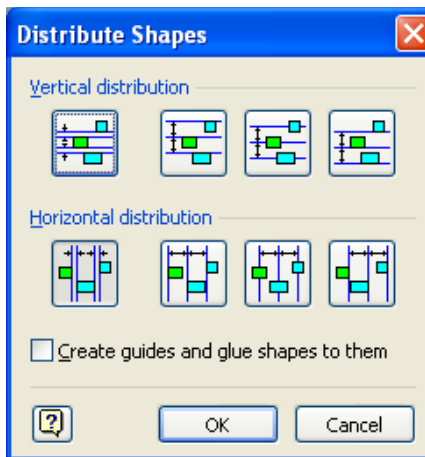 Distribute Shapes
Vertical distribution
Horizontal distribution
Create guides and glue shapes to them
?
OK
Cancel